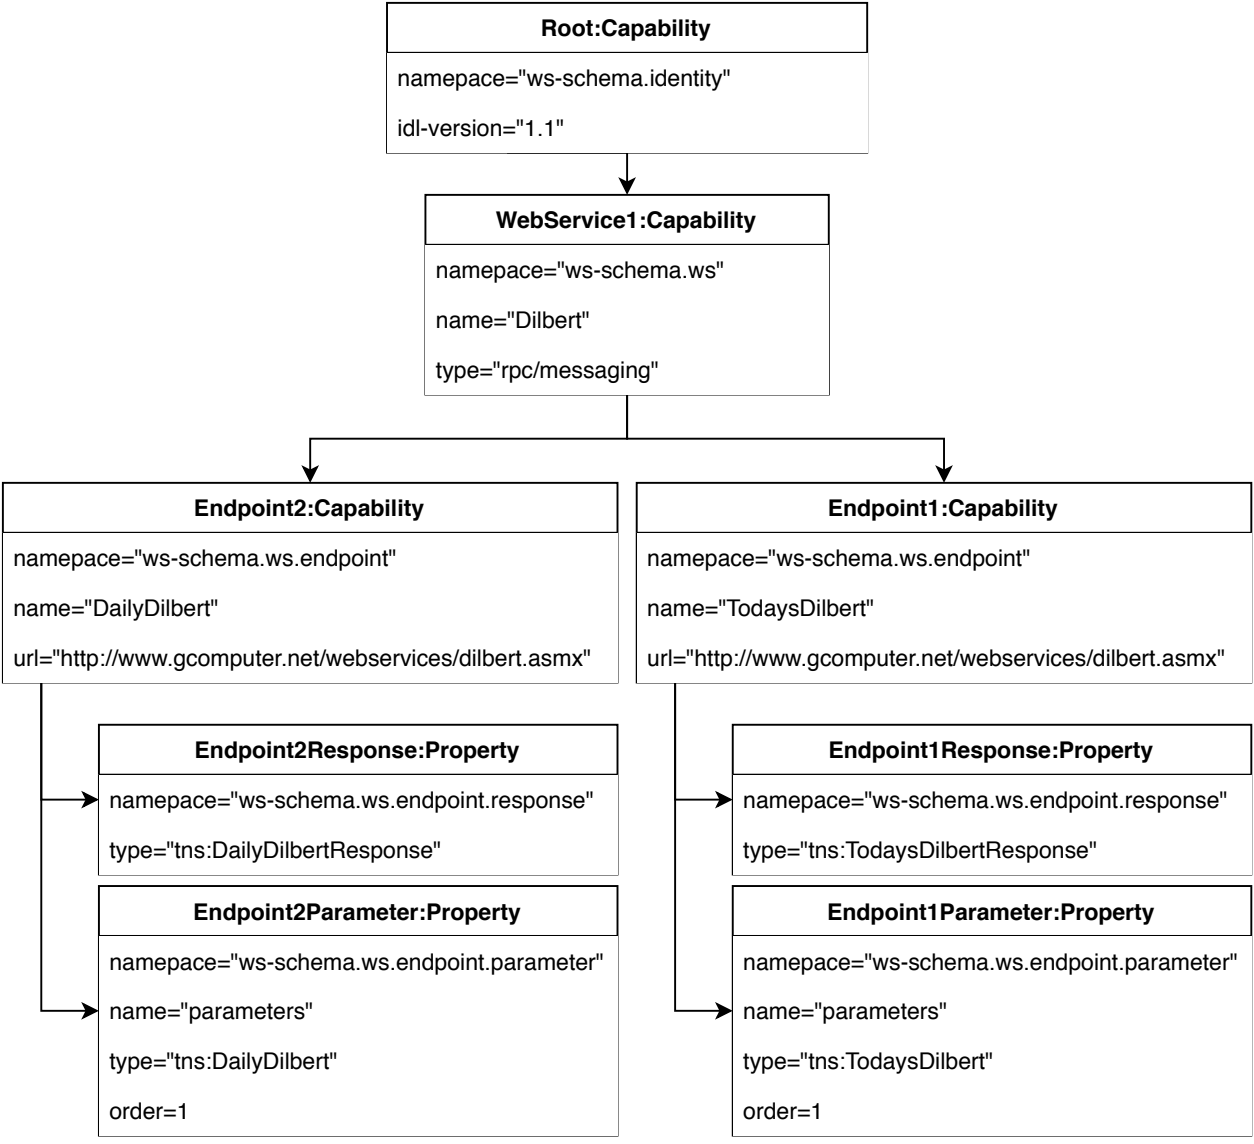 Root:Capability
namepace="ws-schema.identity"
idl-version="1.1"
WebService1:Capability
namepace="ws-schema.ws"
name="Dilbert"
type="rpc/messaging"
Endpoint2:Capability
namepace="ws-schema.ws.endpoint"
name="DailyDilbert"
url="http://www.gcomputer.net/webservices/dilbert.asmx"
Endpoint2Response:Property
namepace="ws-schema.ws.endpoint.response"
type="tns:DailyDilbertResponse"
Endpoint2Parameter:Property
namepace="ws-schema.ws.endpoint.parameter"
name="parameters"
type="tns:DailyDilbert"
order=1
Endpoint1:Capability
namepace="ws-schema.ws.endpoint"
name="TodaysDilbert"
url="http://www.gcomputer.net/webservices/dilbert.asmx"
Endpoint1Response:Property
namepace="ws-schema.ws.endpoint.response"
type="tns:TodaysDilbertResponse"
Endpoint1Parameter:Property
namepace="ws-schema.ws.endpoint.parameter"
name="parameters"
type="tns:TodaysDilbert"
order=1